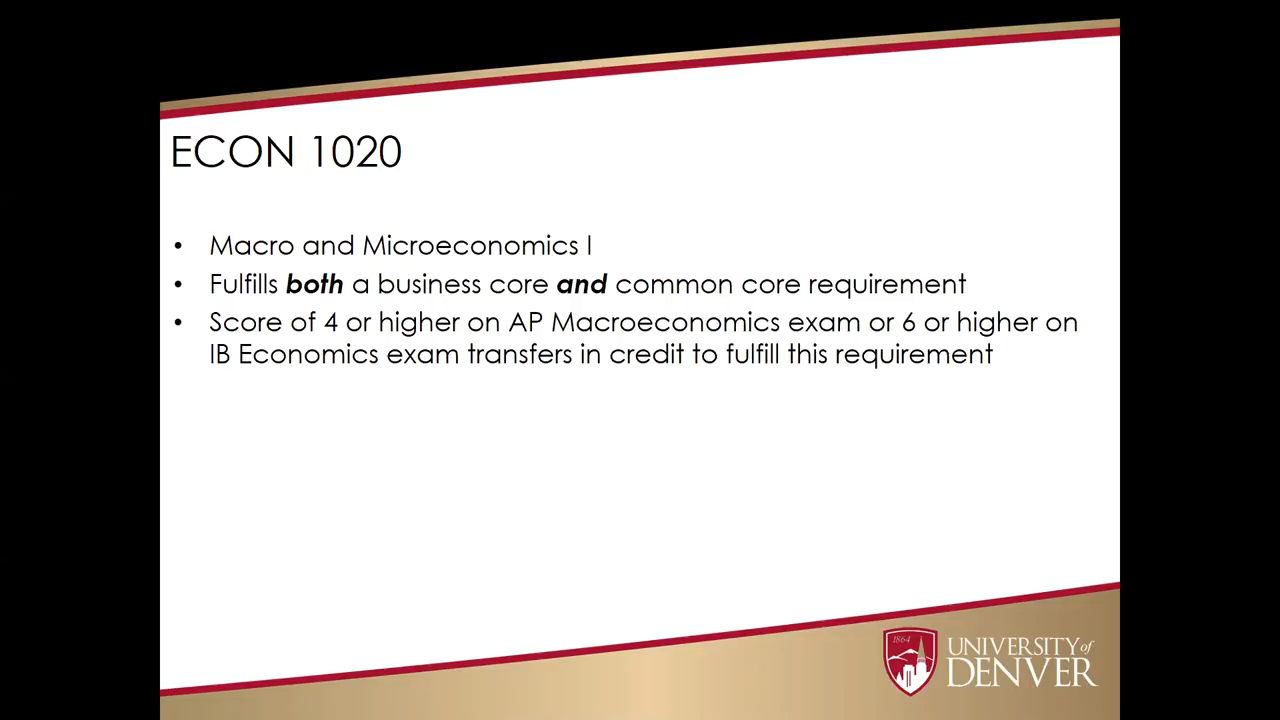 ECON 1020
• Macro and Microeconomics I
• Fulfills both a business core and common core requirement
• Score of 4 or higher on AP Macroeconomics exam or 6 or higher on
IB Economics exam transfers in credit to fulfill this requirement
1864
UNIVERSITY of
DENVER